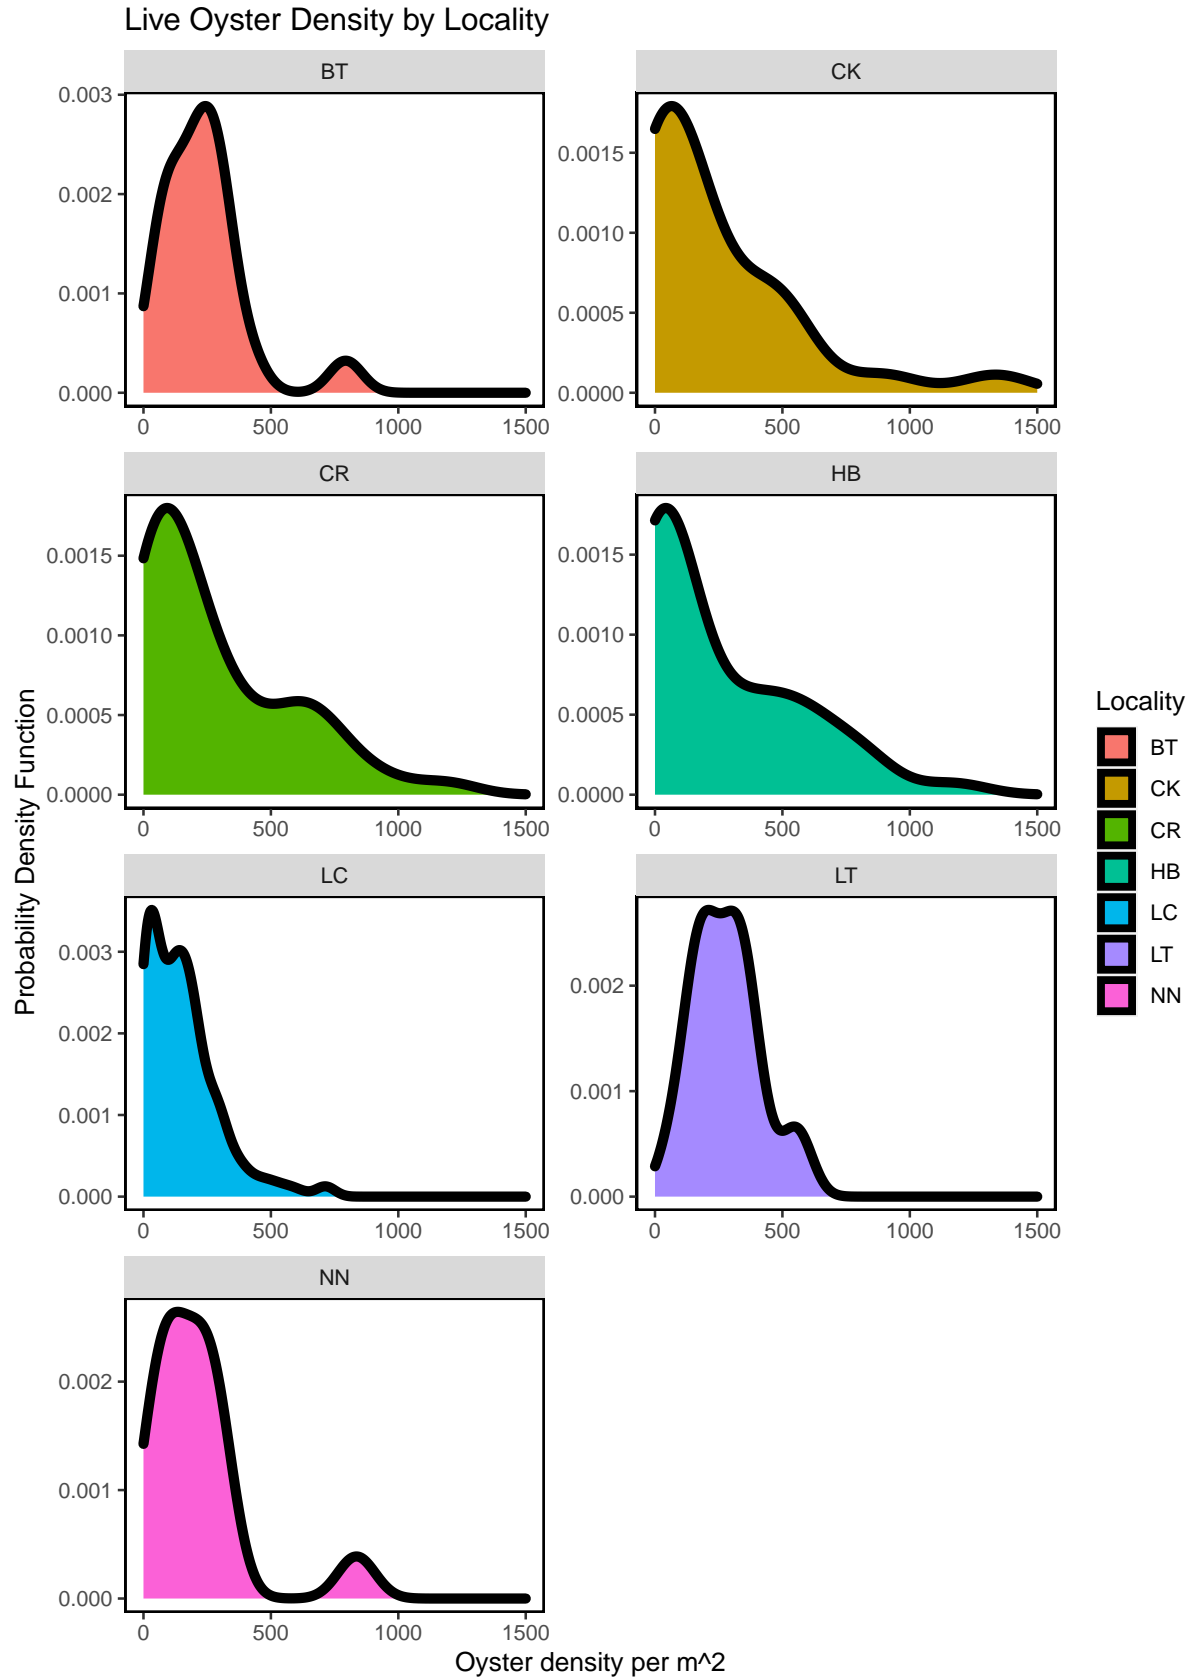 Live Oyster Density by Locality
BT
CK
0.003
0.002
0.001
0.000
0.0015
0.0010
0.0005
0.0000
0 500 1000 1500
0 500 1000 1500
CR
HB
0.0015
0.0010
0.0005
0.0000
0.0015
0.0010
0.0005
0.0000
0 500 1000 1500
0 500 1000 1500
LC
LT
0.003
0.002
0.001
0.000
0.002
0.001
0.000
0 500 1000 1500
0 500 1000 1500
NN
0.002
0.001
0.000
0 500 1000 1500
Oyster density per m^2
Probability Density Function
Locality
BT
CK
CR
HB
LC
LT
NN